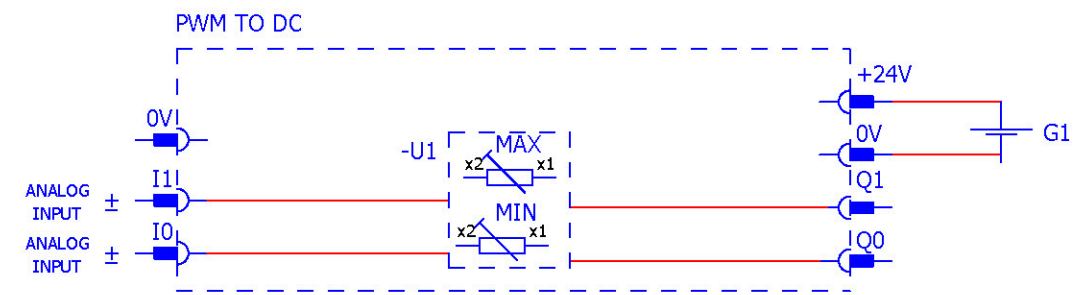 PWM TO DC
+24V
0V
0V
G1
-U1
MAX
x2
x1
I1
ANALOG
INPUT
±
Q1
MIN
x2
x1
I0
ANALOG
INPUT
±
Q0